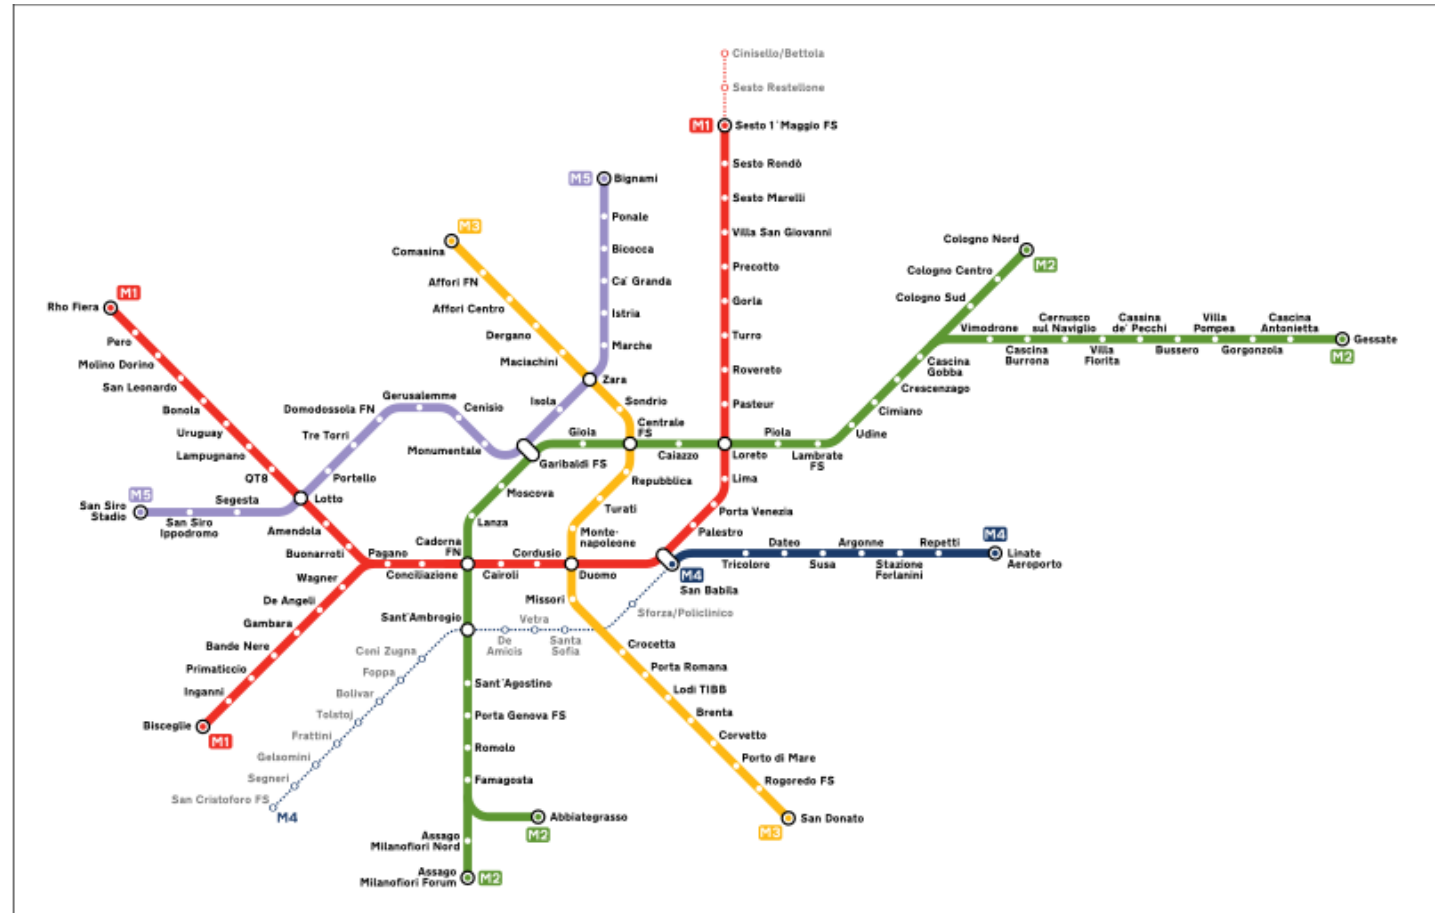 Cinisello/Bettola
Sesto Restellone
M1
Sesto 1°Maggio FS
Sesto Rondò
Sesto Marelli
Villa San Giovanni
Precotto
Gorla
Turro
Rovereto
Pasteur
Loreto
Lima
Porta Venezia
Palestro
M5
Bignami
Ponale
Bicocca
Ca' Granda
Istria
Marche
Zara
Isola
Garibaldi FS
Monumentale
Cenisio
Gerusalemme
Domodossola FN
Tre Torri
Portello
Lotto
Segesta
San Siro
Ippodromo
M5
San Siro
Stadio
M3
Comasina
Affori FN
Affori Centro
Dergano
Maciachini
Sondrio
Centrale
FS
Repubblica
Turati
Monte-
napoleone
Duomo
Missori
Crocetta
Porta Romana
Lodi TIBB
Brenta
Corvetto
Porto di Mare
Rogoredo FS
San Donato
M3
M1
Rho Fiera
Pero
Molino Dorino
San Leonardo
Bonola
Uruguay
Lampugnano
QT8
Amendola
Buonarroti
Pagano
Conciliazione
Cadorna
FN
Cairoli
Cordusio
Wagner
De Angeli
Gambara
Bande Nere
Primaticcio
Inganni
Bisceglie
M1
Cologno Nord
M2
Cologno Centro
Cologno Sud
Vimodrone
Cascina
Burrona
Cernusco
sul Naviglio
Villa
Fiorita
Cassina
de' Pecchi
Bussero
Villa
Pompea
Gorgonzola
Cascina
Antonietta
Gessate
M2
Cascina
Gobba
Crescenzago
Cimiano
Udine
Lambrate
FS
Piola
Caiazzo
Gioia
Moscova
Lanza
Sant'Ambrogio
Sant'Agostino
Porta Genova FS
Romolo
Famagosta
Abbiategrasso
M2
Assago
Milanofiori Nord
Assago
Milanofiori Forum
M2
M4
Linate
Aeroporto
Repetti
Stazione
Forlanini
Argonne
Susa
Dateo
Tricolore
M4
San Babila
Sforza/Policlinico
Santa
Sofia
Vetra
De
Amicis
Coni Zugna
Foppa
Bolivar
Tolstoj
Frattini
Gelsomini
Segneri
San Cristoforo FS
M4